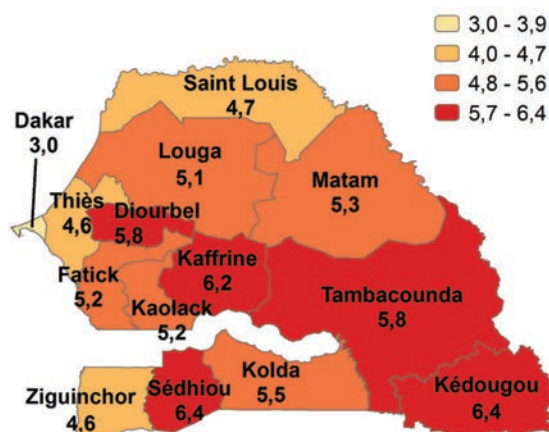 3,0 - 3,9
4,0 - 4,7
4,8 - 5,6
5,7 - 6,4
Saint Louis
4,7
Dakar
3,0
Louga
5,1
Matam
5,3
Thiès
4,6
Diourbel
5,8
Kaffrine
6,2
Fatick
5,2
Kaolack
5,2
Tambacounda
5,8
Ziguinchor
4,6
Sédhiou
6,4
Kolda
5,5
Kédougou
6,4